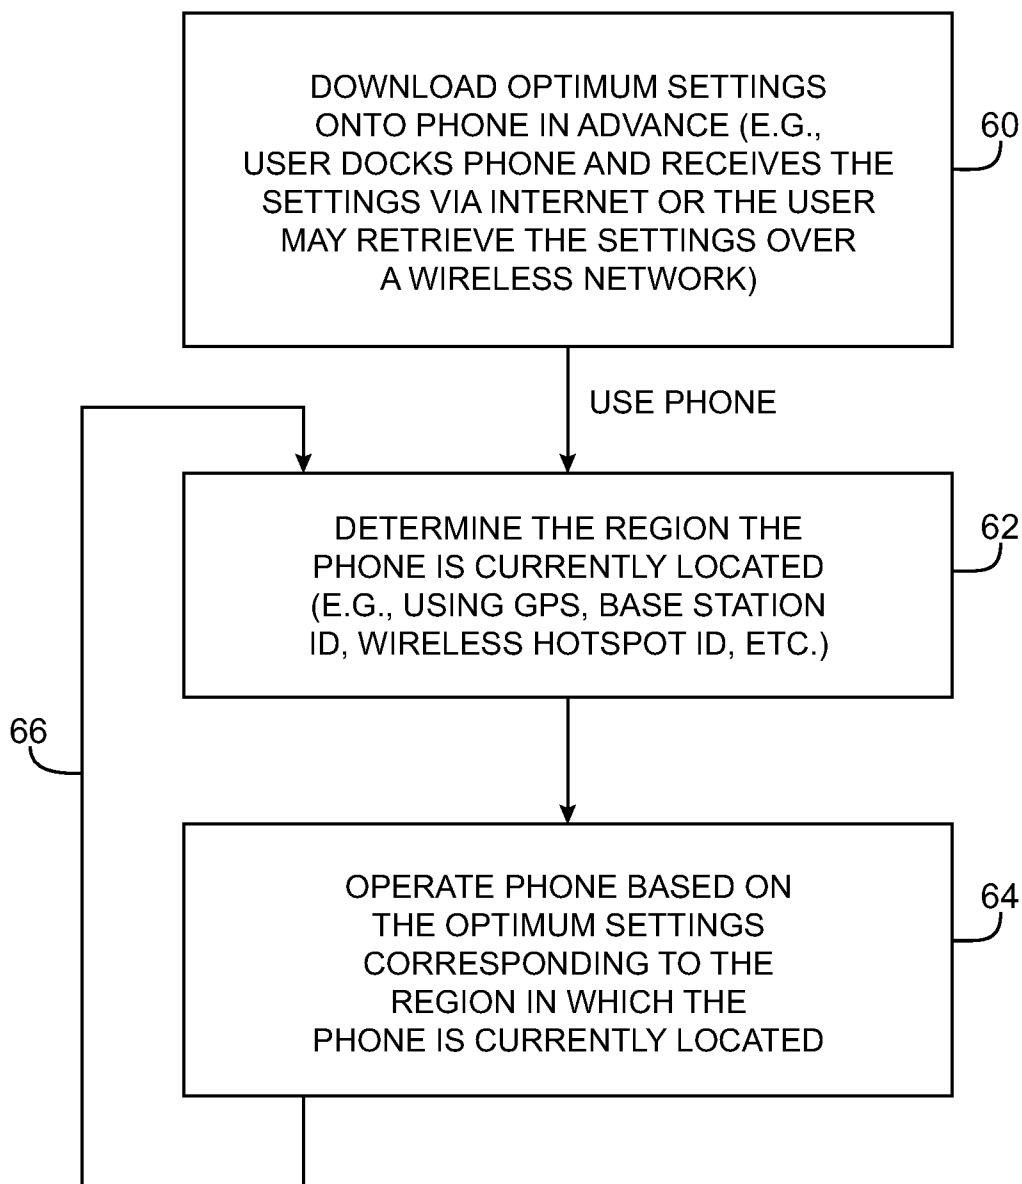 DOWNLOAD OPTIMUM SETTINGS
ONTO PHONE IN ADVANCE (E.G.,
USER DOCKS PHONE AND RECEIVES THE
SETTINGS VIA INTERNET OR THE USER
MAY RETRIEVE THE SETTINGS OVER
A WIRELESS NETWORK)
60
USE PHONE
DETERMINE THE REGION THE
PHONE IS CURRENTLY LOCATED
(E.G., USING GPS, BASE STATION
ID, WIRELESS HOTSPOT ID, ETC.)
62
66
OPERATE PHONE BASED ON
THE OPTIMUM SETTINGS
CORRESPONDING TO THE
REGION IN WHICH THE
PHONE IS CURRENTLY LOCATED
64